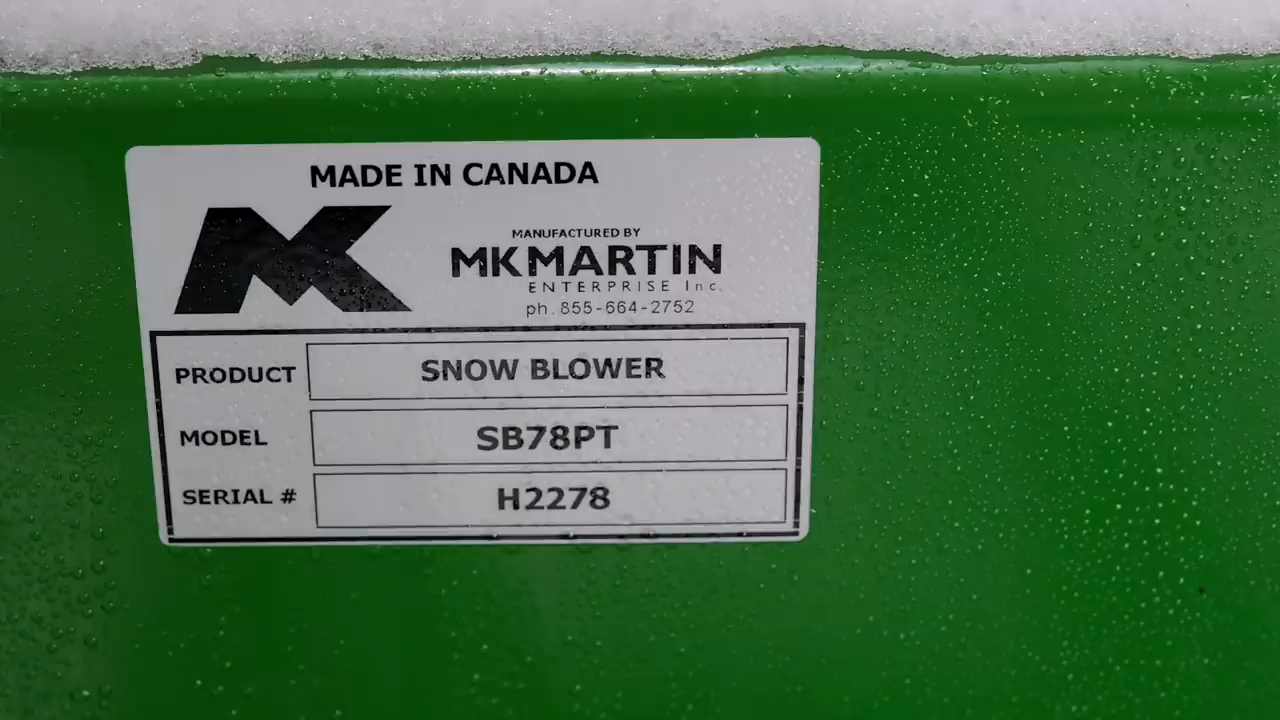 MADE IN CANADA
MK
MANUFACTURED BY
MKMARTIN
ENTERPRISE Inc.
ph. 855-664-2752
PRODUCT SNOW BLOWER
MODEL SB78PT
SERIAL # H2278